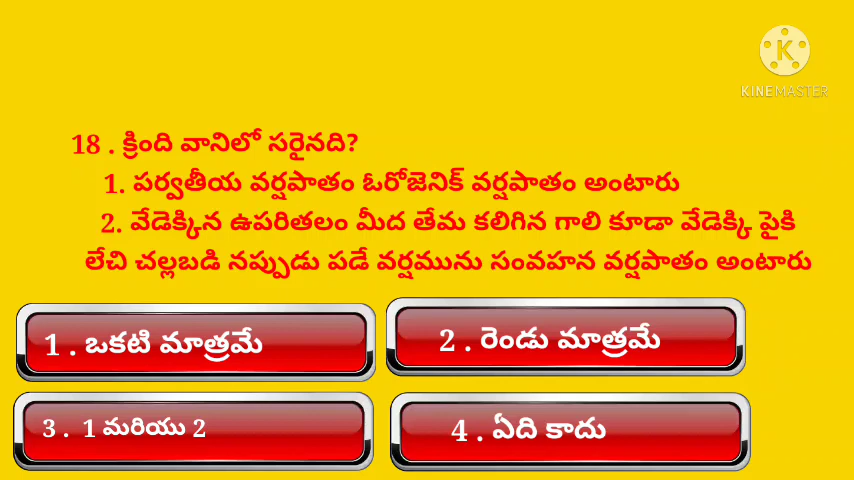 KINEMASTER
18 . క్రింది వానిలో సరైనది?
1. పర్వతీయ వర్షపాతం ఓరోజెనిక్ వర్షపాతం అంటారు
2. వేడెక్కిన ఉపరితలం మీద తేమ కలిగిన గాలి కూడా వేడెక్కి పైకి
లేచి చల్లబడి నప్పుడు పడే వర్షమును సంవహన వర్షపాతం అంటారు
1 . ఒకటి మాత్రమే
2 . రెండు మాత్రమే
3 . 1 మరియు 2
4 . ఏది కాదు